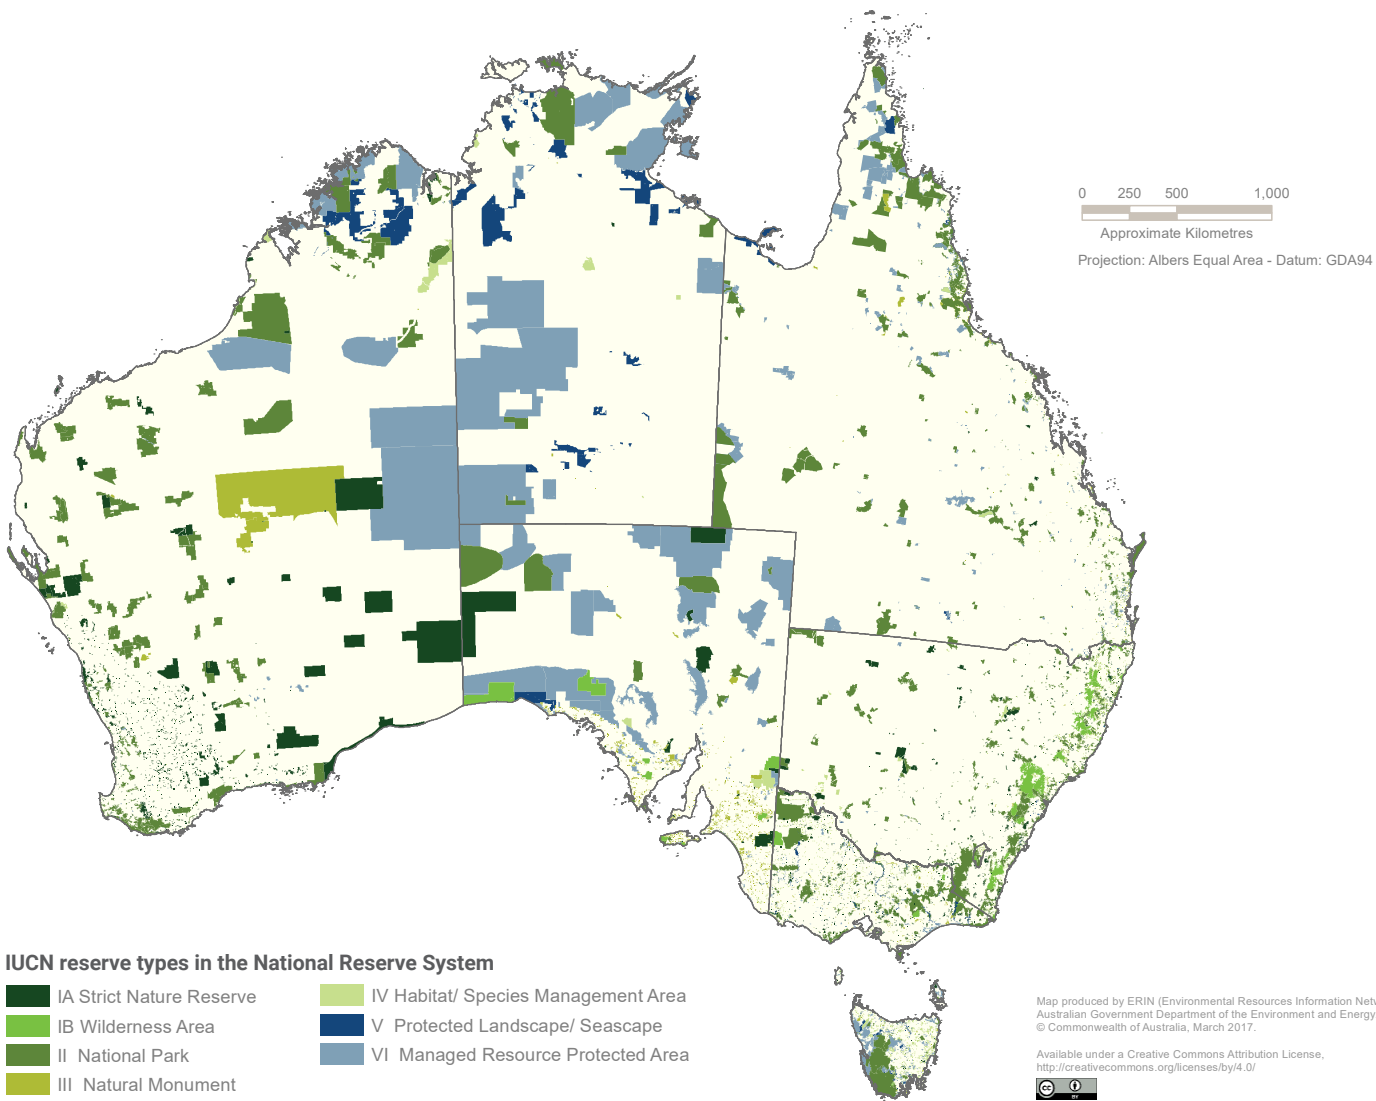 0 250 500 1,000
Approximate Kilometres
Projection: Albers Equal Area - Datum: GDA94
IUCN reserve types in the National Reserve System
IA Strict Nature Reserve
IB Wilderness Area
II National Park
III Natural Monument
IV Habitat/ Species Management Area
V Protected Landscape/ Seascape
VI Managed Resource Protected Area
Map produced by ERIN (Environmental Resources Information Net
Australian Government Department of the Environment and Energy
© Commonwealth of Australia, March 2017.
Available under a Creative Commons Attribution License,
http://creativecommons.org/licenses/by/4.0/
cc
BY